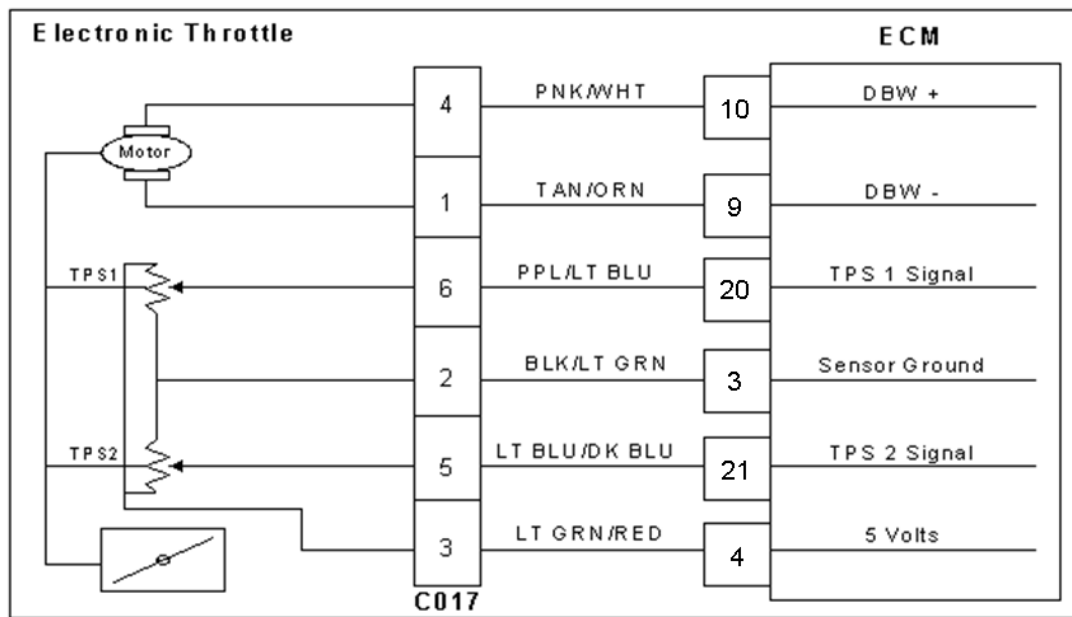 Electronic Throttle
ECM
4 PNK/WHT 10 DBW +
Motor
1 TAN/ORN 9 DBW -
TPS1 6 PPL/LT BLU 20 TPS 1 Signal
2 BLK/LT GRN 3 Sensor Ground
TPS2 5 LT BLU/DK BLU 21 TPS 2 Signal
3 LT GRN/RED 4 5 Volts
C017